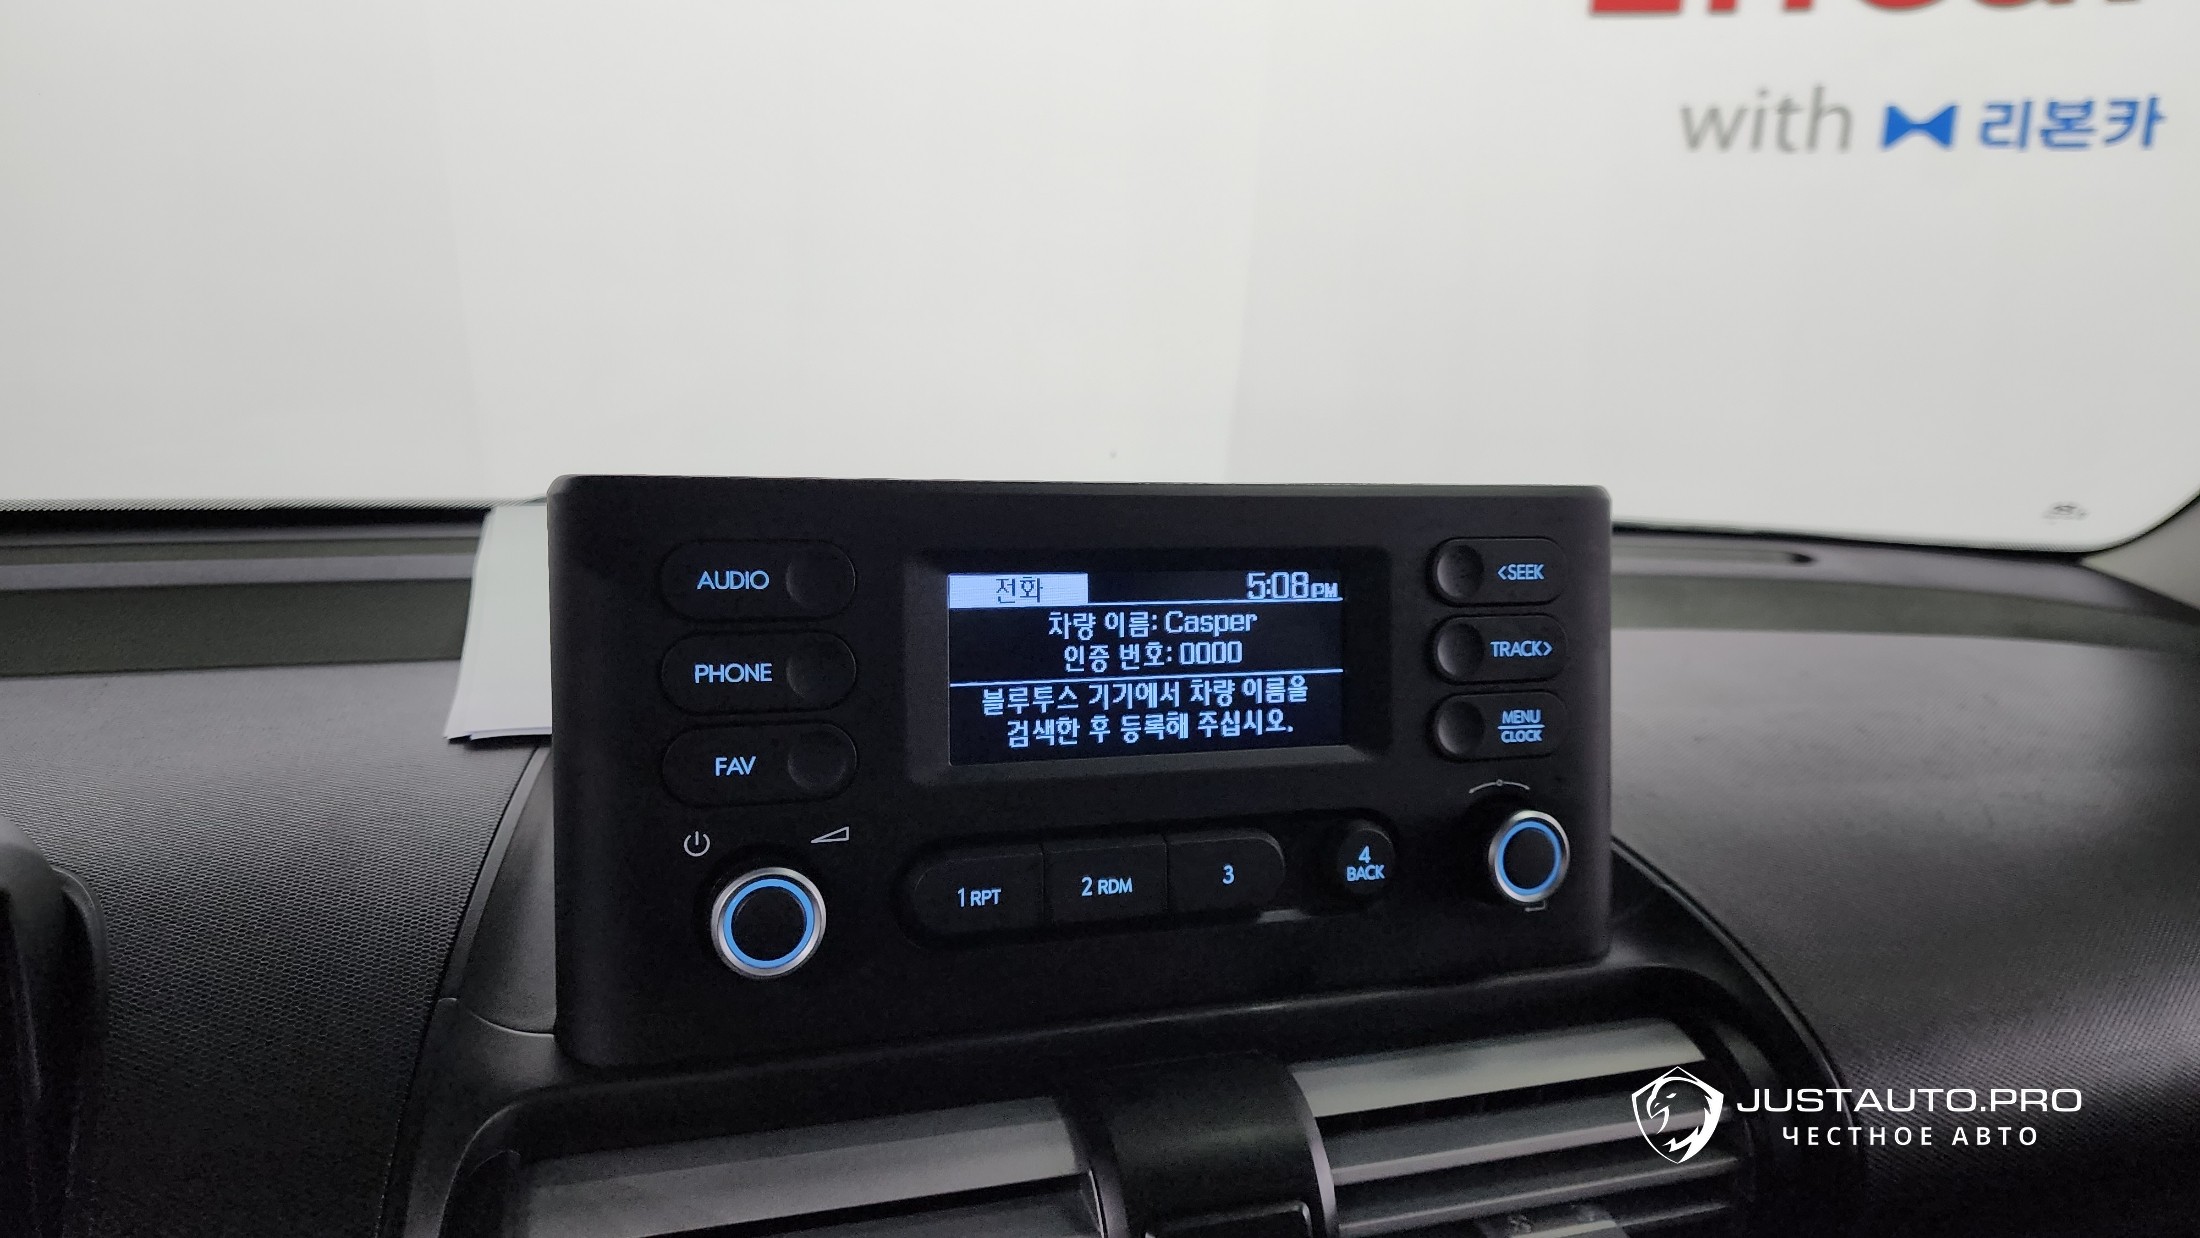 with 리본카
AUDIO
PHONE
FAV
전화 5:08PM
차량 이름: Casper
인증 번호: 0000
블루투스 기기에서 차량 이름을
검색한 후 등록해 주십시오.
<SEEK
TRACK>
MENU
CLOCK
1 RPT
2 RDM
3
4
BACK
JUSTAUTO.PRO
ЧЕСТНОЕ АВТО